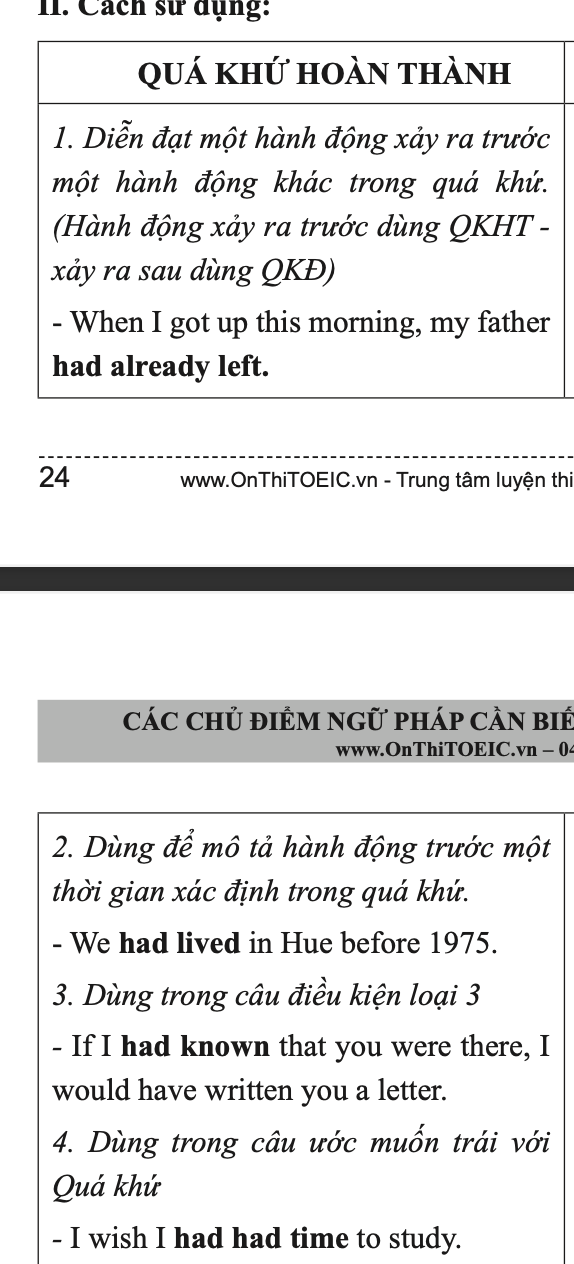 II. Cách sử dụng:
QUÁ KHỨ HOÀN THÀNH
1. Diễn đạt một hành động xảy ra trước
một hành động khác trong quá khứ.
(Hành động xảy ra trước dùng QKHT -
xảy ra sau dùng QKĐ)
- When I got up this morning, my father
had already left.
24 www.OnThiTOEIC.vn - Trung tâm luyện thi
CÁC CHỦ ĐIỂM NGỮ PHÁP CẦN BIẾ
www.OnThiTOEIC.vn – 04
2. Dùng để mô tả hành động trước một
thời gian xác định trong quá khứ.
- We had lived in Hue before 1975.
3. Dùng trong câu điều kiện loại 3
- If I had known that you were there, I
would have written you a letter.
4. Dùng trong câu ước muốn trái với
Quá khứ
- I wish I had had time to study.